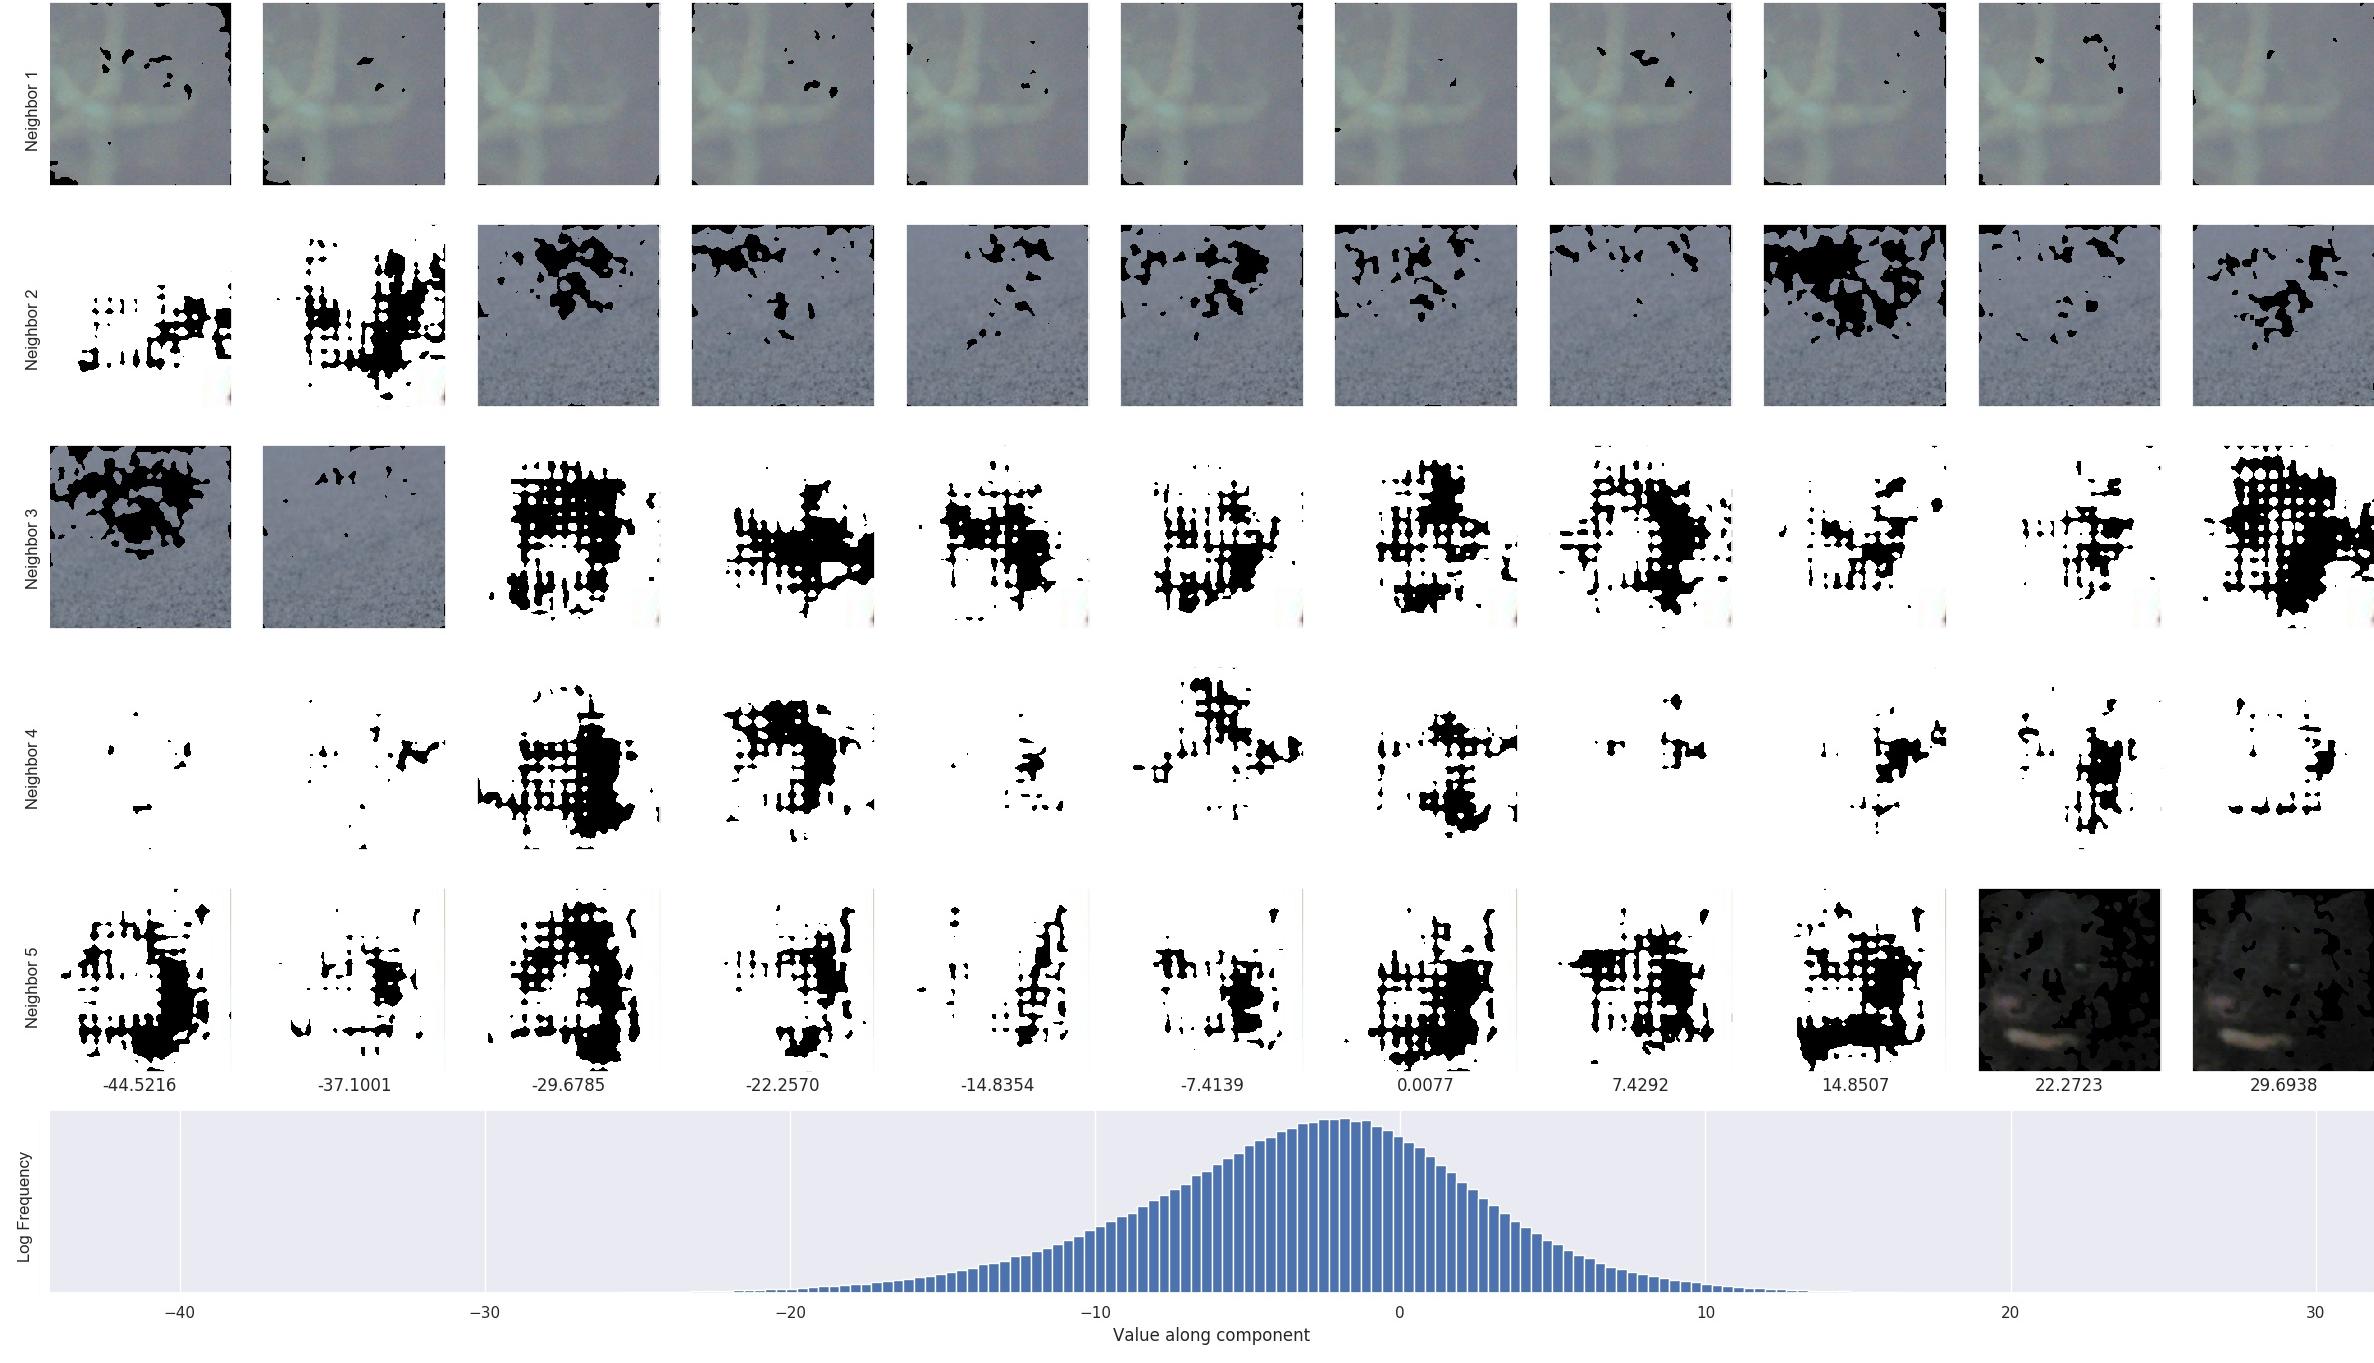 Neighbor 1
Neighbor 2
Neighbor 3
Neighbor 4
Neighbor 5
-44.5216 -37.1001 -29.6785 -22.2570 -14.8354 -7.4139 0.0077 7.4292 14.8507 22.2723 29.6938
Log Frequency
−40 −30 −20 −10 0 10 20 30
Value along component